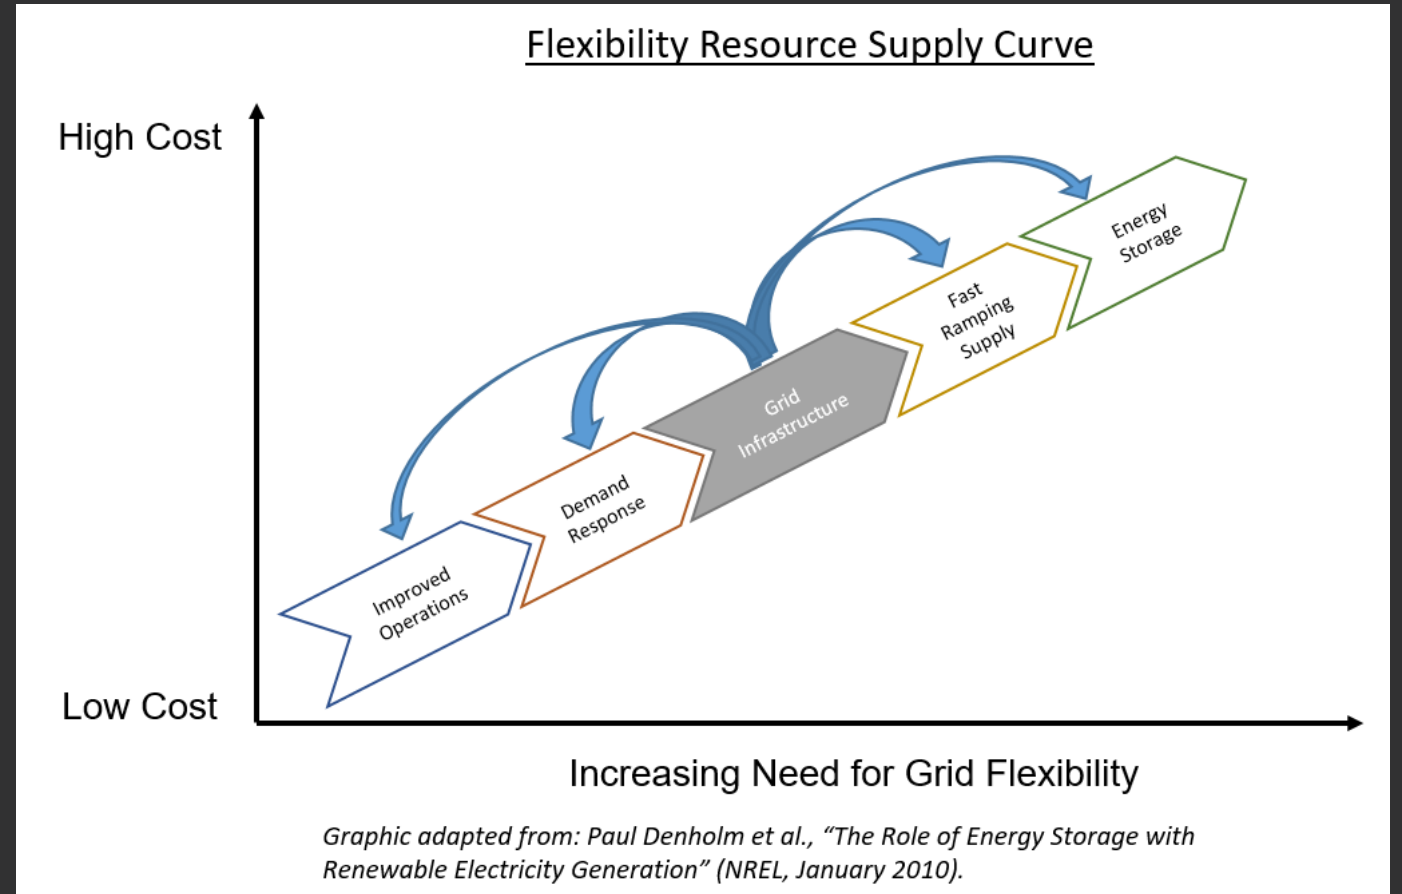 Flexibility Resource Supply Curve
High Cost
Energy
Storage
Fast
Ramping
Supply
Grid
Infrastructure
Demand
Response
Improved
Operations
Low Cost
Increasing Need for Grid Flexibility
Graphic adapted from: Paul Denholm et al., “The Role of Energy Storage with
Renewable Electricity Generation” (NREL, January 2010).